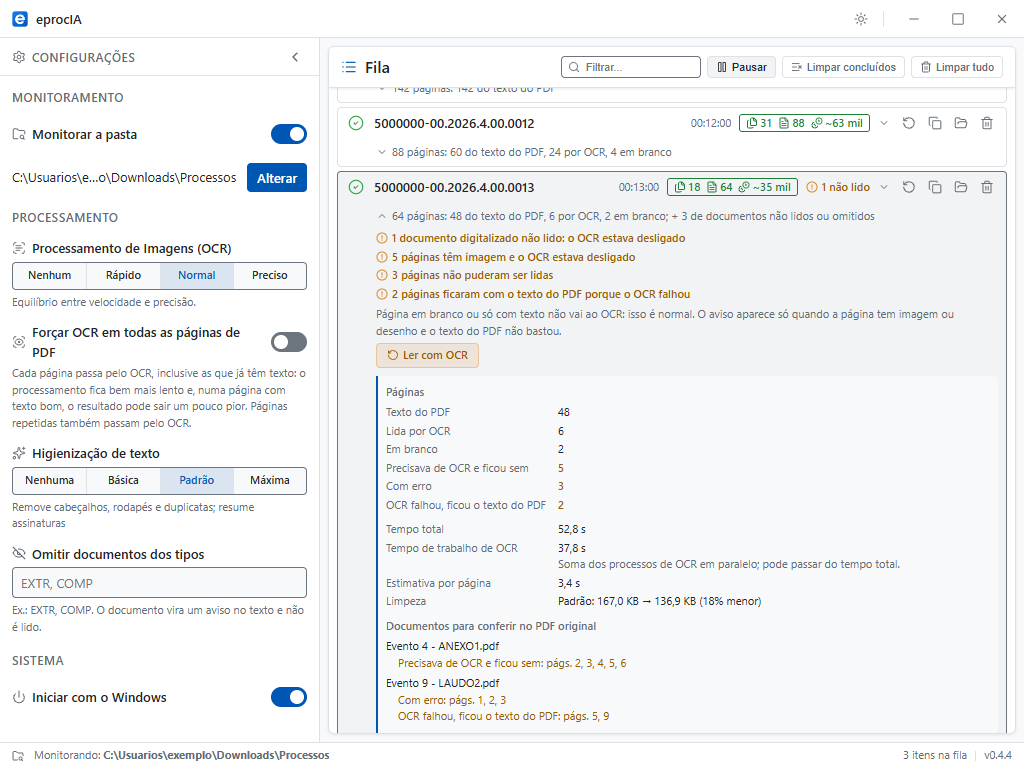 eprocIA
CONFIGURAÇÕES
MONITORAMENTO
Monitorar a pasta
C:\Usuarios\e...o\Downloads\Processos
Alterar
PROCESSAMENTO
Processamento de Imagens (OCR)
Nenhum Rápido Normal Preciso
Equilíbrio entre velocidade e precisão.
Forçar OCR em todas as páginas de
PDF
Cada página passa pelo OCR, inclusive as que já têm texto: o
processamento fica bem mais lento e, numa página com
texto bom, o resultado pode sair um pouco pior. Páginas
repetidas também passam pelo OCR.
Higienização de texto
Nenhuma Básica Padrão Máxima
Remove cabeçalhos, rodapés e duplicatas; resume
assinaturas
Omitir documentos dos tipos
EXTR, COMP
Ex.: EXTR, COMP. O documento vira um aviso no texto e não
é lido.
SISTEMA
Iniciar com o Windows
Fila
Filtrar...
Pausar
Limpar concluídos
Limpar tudo
142 páginas: 142 do texto do PDF
5000000-00.2026.4.00.0012
00:12:00 31 88 ~63 mil
88 páginas: 60 do texto do PDF, 24 por OCR, 4 em branco
5000000-00.2026.4.00.0013
00:13:00 18 64 ~35 mil 1 não lido
64 páginas: 48 do texto do PDF, 6 por OCR, 2 em branco; + 3 de documentos não lidos ou omitidos
1 documento digitalizado não lido: o OCR estava desligado
5 páginas têm imagem e o OCR estava desligado
3 páginas não puderam ser lidas
2 páginas ficaram com o texto do PDF porque o OCR falhou
Página em branco ou só com texto não vai ao OCR: isso é normal. O aviso aparece só quando a página tem imagem ou
desenho e o texto do PDF não bastou.
Ler com OCR
Páginas
Texto do PDF 48
Lida por OCR 6
Em branco 2
Precisava de OCR e ficou sem 5
Com erro 3
OCR falhou, ficou o texto do PDF 2
Tempo total 52,8 s
Tempo de trabalho de OCR 37,8 s
Soma dos processos de OCR em paralelo; pode passar do tempo total.
Estimativa por página 3,4 s
Limpeza Padrão: 167,0 KB → 136,9 KB (18% menor)
Documentos para conferir no PDF original
Evento 4 - ANEXO1.pdf
Precisava de OCR e ficou sem: págs. 2, 3, 4, 5, 6
Evento 9 - LAUDO2.pdf
Com erro: págs. 1, 2, 3
OCR falhou, ficou o texto do PDF: págs. 5, 9
Monitorando: C:\Usuarios\exemplo\Downloads\Processos
3 itens na fila v0.4.4